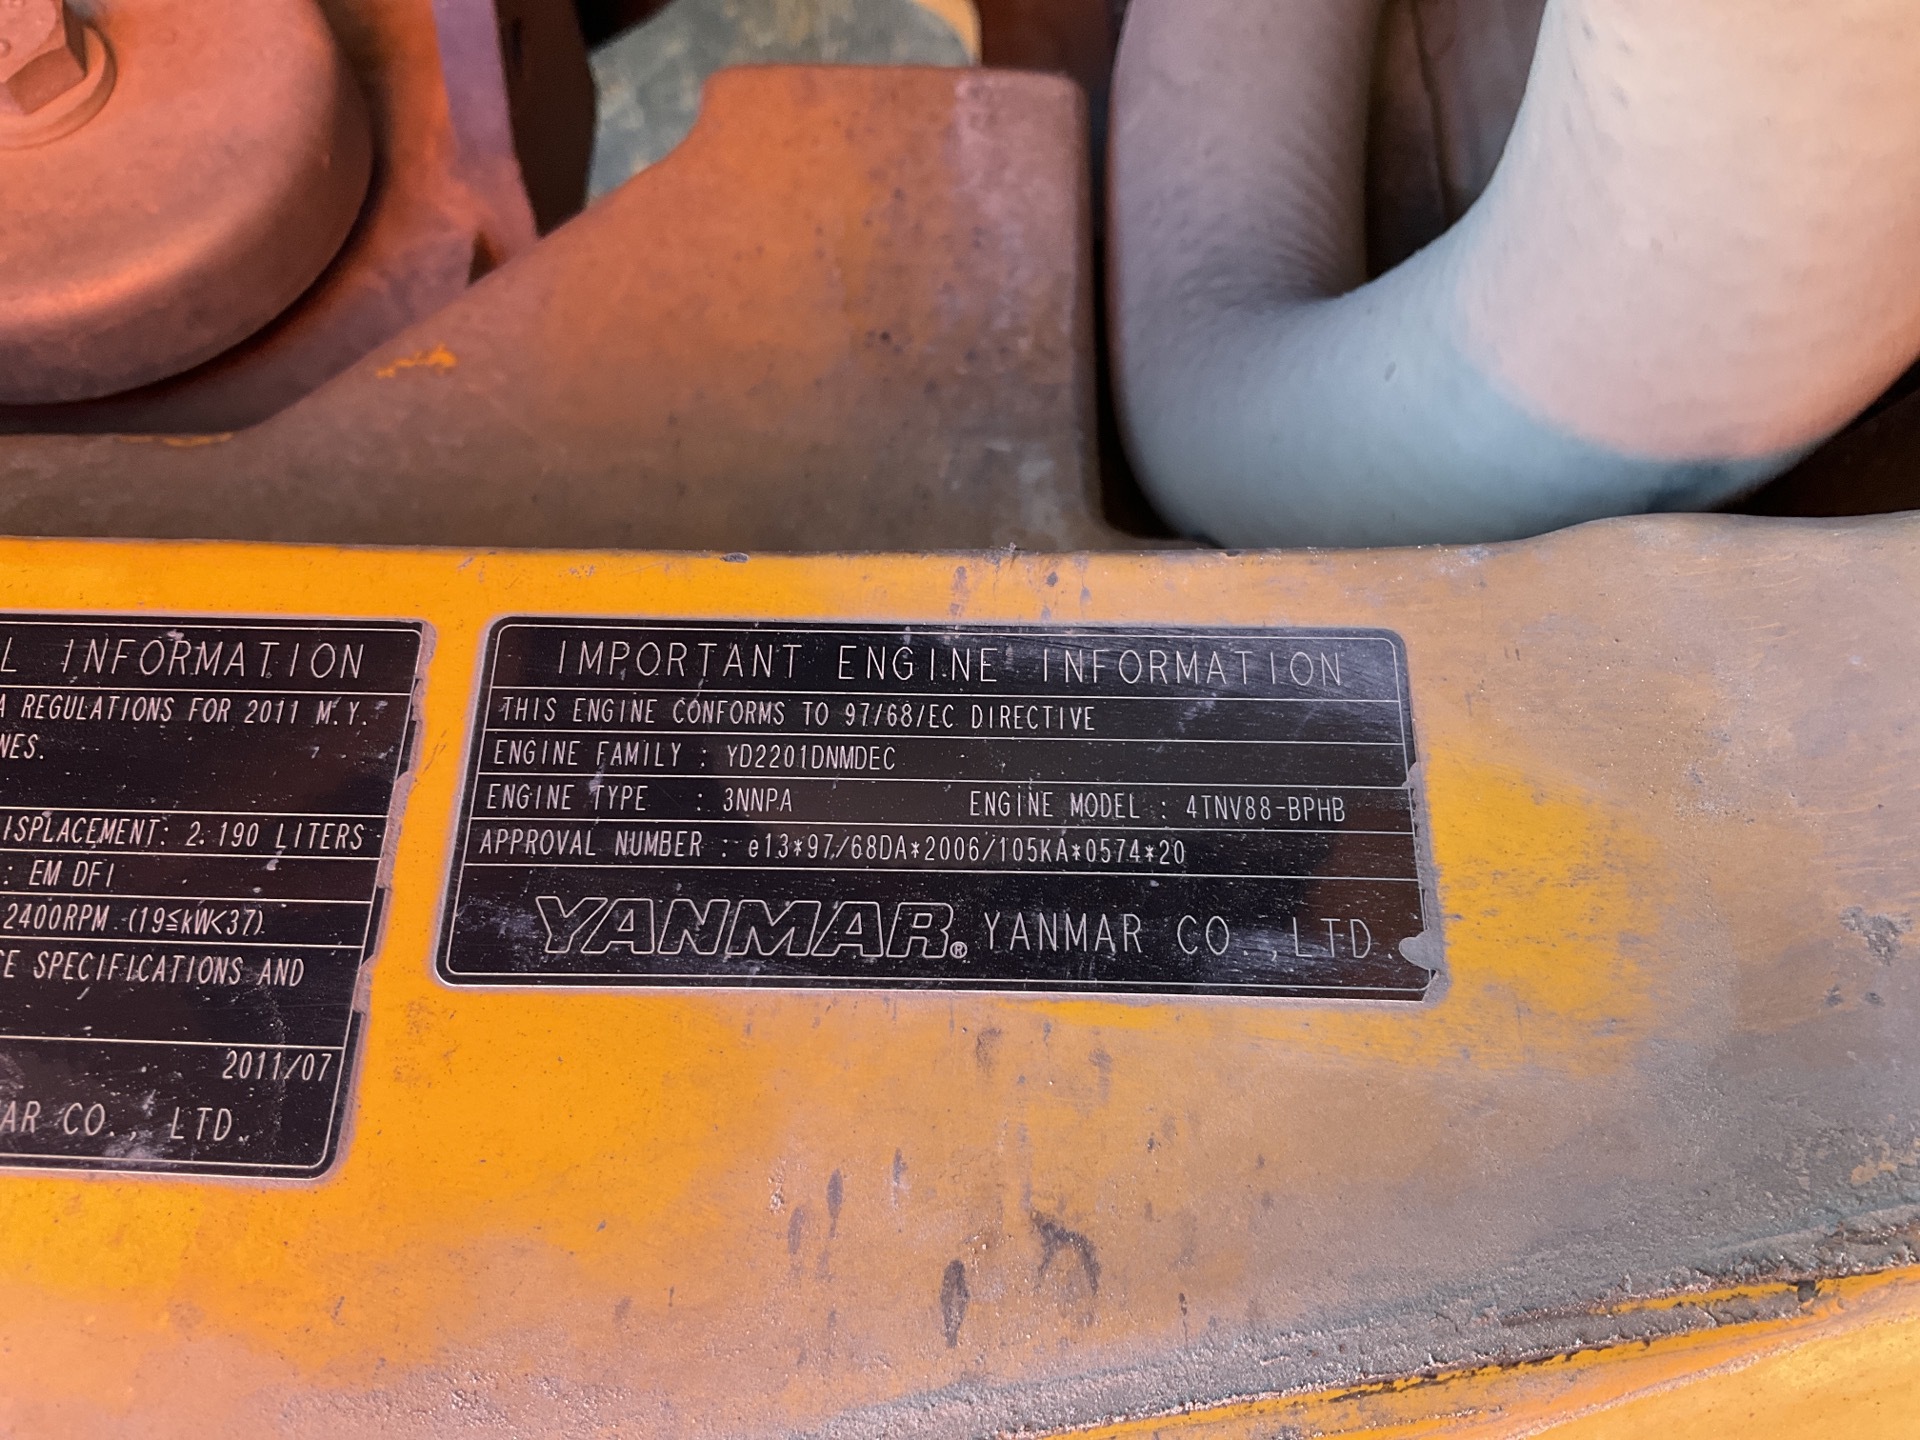 L INFORMATION
A REGULATIONS FOR 2011 M.Y.
NES.
ISPLACEMENT: 2.190 LITERS
: EM DFI
2400RPM (19≦kW<37)
CE SPECIFICATIONS AND
2011/07
AR CO., LTD.
IMPORTANT ENGINE INFORMATION
THIS ENGINE CONFORMS TO 97/68/EC DIRECTIVE
ENGINE FAMILY : YD2201DNMDEC
ENGINE TYPE : 3NNPA ENGINE MODEL : 4TNV88-BPHB
APPROVAL NUMBER : e13*97/68DA*2006/105KA*0574*20
YANMAR® YANMAR CO., LTD.